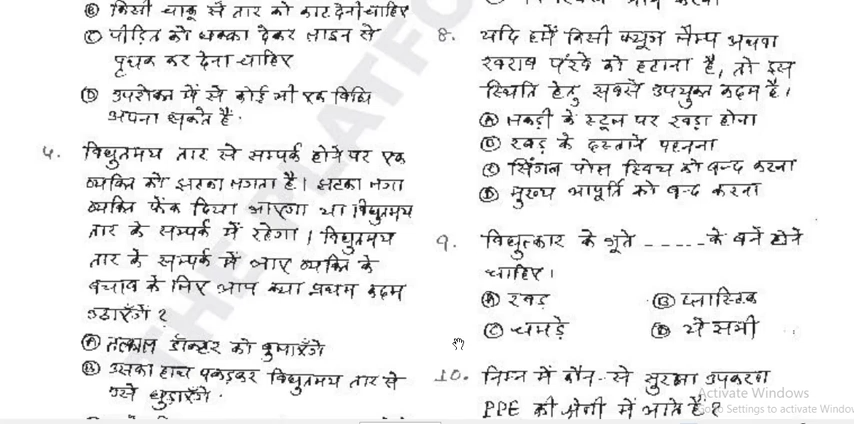 Ⓑ किसी चाकू से तार को काट देनी चाहिए
Ⓒ पीड़ित को धक्का देकर लाइन से
पृथक कर देना चाहिए
Ⓓ उपरोक्त में से कोई भी एक विधि
अपना सकते हैं.
विधुतमय तार से सम्पर्क होने पर एक
व्यक्ति को झटका लगता है। झटका लगा
व्यक्ति फेंक दिया जाएगा या विधुतमय
तार के सम्पर्क में रहेगा। विधुतमय
तार के सम्पर्क में आए व्यक्ति के
बचाव के लिए आप क्या प्रथम कदम
उठाएँगे ?
Ⓐ तत्काल डॉक्टर को बुलाएँगे
Ⓑ उसका हाथ पकड़कर विधुतमय तार से
उसे छुड़ाएँगे.
8. यदि हमें किसी फ्यूज लैम्प अथवा
खराब पंखे को हटाना है, तो इस
स्थिति हेतु सबसे उपयुक्त कदम है।
Ⓐ लकड़ी के स्टूल पर खड़ा होना
Ⓑ रबड़ के दस्ताने पहनना
Ⓒ सिंगल पोल स्विच को बन्द करना
Ⓓ मुख्य आपूर्ति को बन्द करना
9. विधुत्कार के जूते _ _ _ _ _ के बने होने
चाहिए।
Ⓐ रबड़ Ⓑ प्लास्टिक
Ⓒ चमड़े Ⓓ ये सभी
10. निम्न में कौन-से सुरक्षा उपकरण
PPE की श्रेणी में आते हैं?
THE PLATFORM
Activate Windows
Go to Settings to activate Windows